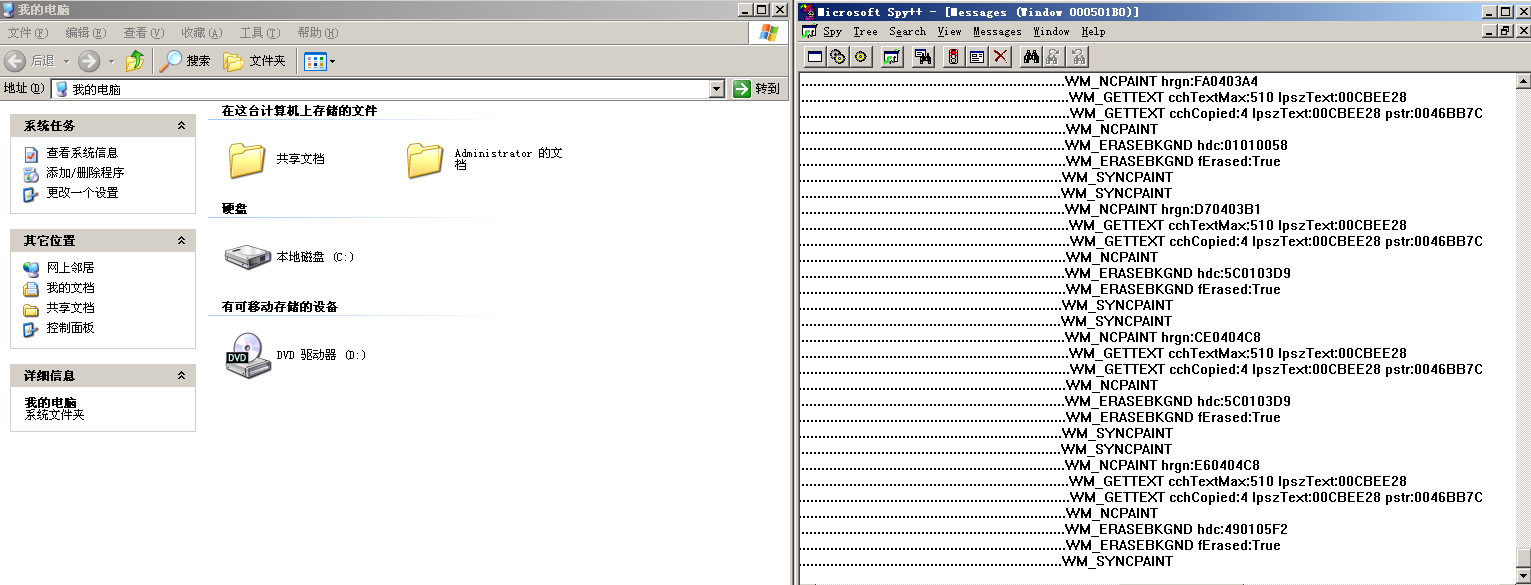 我的电脑
文件(F) 编辑(E) 查看(V) 收藏(A) 工具(T) 帮助(H)
后退 搜索 文件夹
地址(D) 我的电脑 转到
系统任务
查看系统信息
添加/删除程序
更改一个设置
其它位置
网上邻居
我的文档
共享文档
控制面板
详细信息
我的电脑
系统文件夹
在这台计算机上存储的文件
共享文档
Administrator 的文
档
硬盘
本地磁盘 (C:)
有可移动存储的设备
DVD
DVD 驱动器 (D:)
Microsoft Spy++ - [Messages (Window 000501B0)]
Spy Tree Search View Messages Window Help
WM_NCPAINT hrgn:FA0403A4
WM_GETTEXT cchTextMax:510 lpszText:00CBEE28
WM_GETTEXT cchCopied:4 lpszText:00CBEE28 pstr:0046BB7C
WM_NCPAINT
WM_ERASEBKGND hdc:01010058
WM_ERASEBKGND fErased:True
WM_SYNCPAINT
WM_SYNCPAINT
WM_NCPAINT hrgn:D70403B1
WM_GETTEXT cchTextMax:510 lpszText:00CBEE28
WM_GETTEXT cchCopied:4 lpszText:00CBEE28 pstr:0046BB7C
WM_NCPAINT
WM_ERASEBKGND hdc:5C0103D9
WM_ERASEBKGND fErased:True
WM_SYNCPAINT
WM_SYNCPAINT
WM_NCPAINT hrgn:CE0404C8
WM_GETTEXT cchTextMax:510 lpszText:00CBEE28
WM_GETTEXT cchCopied:4 lpszText:00CBEE28 pstr:0046BB7C
WM_NCPAINT
WM_ERASEBKGND hdc:5C0103D9
WM_ERASEBKGND fErased:True
WM_SYNCPAINT
WM_SYNCPAINT
WM_NCPAINT hrgn:E60404C8
WM_GETTEXT cchTextMax:510 lpszText:00CBEE28
WM_GETTEXT cchCopied:4 lpszText:00CBEE28 pstr:0046BB7C
WM_NCPAINT
WM_ERASEBKGND hdc:490105F2
WM_ERASEBKGND fErased:True
WM_SYNCPAINT